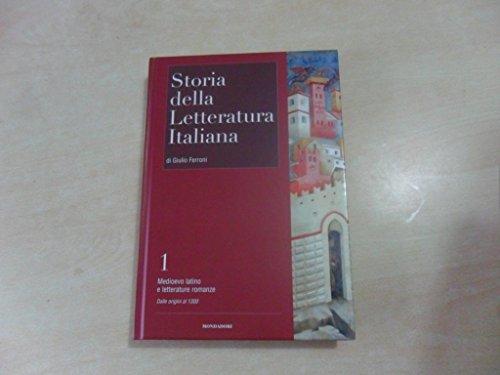 Storia
della
Letteratura
Italiana
di Giulio Ferroni
1
Medioevo latino
e letterature romanze
Dalle origini al 1300
MONDADORI